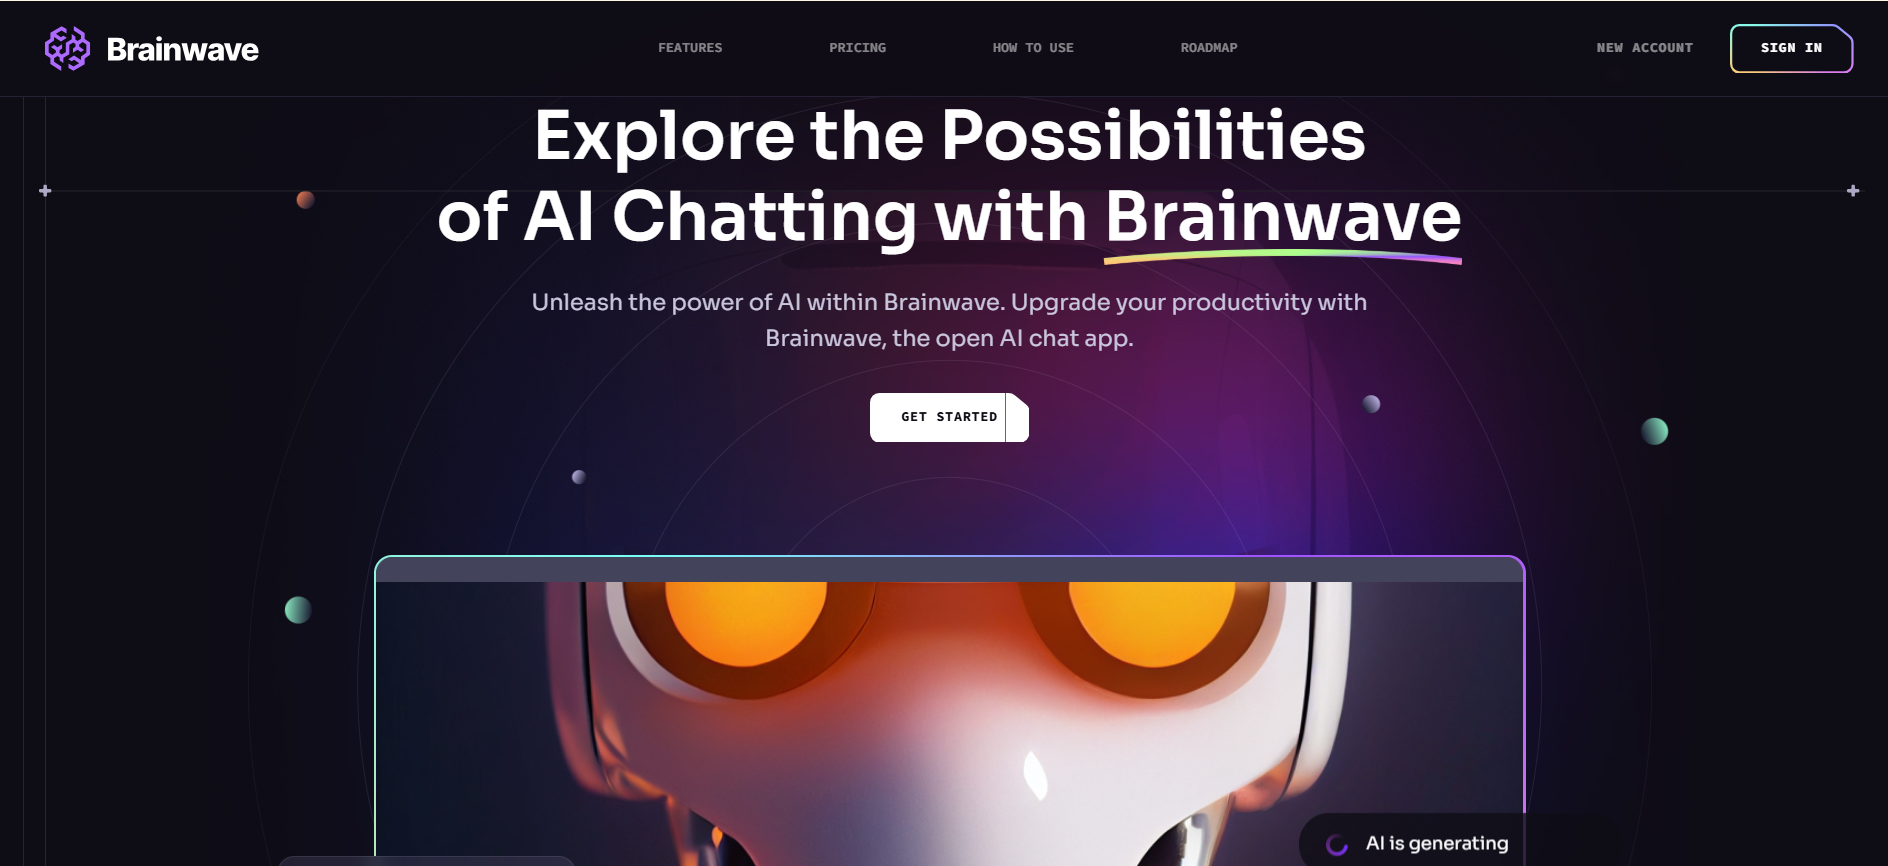 Brainwave
FEATURES
PRICING
HOW TO USE
ROADMAP
NEW ACCOUNT
SIGN IN
Explore the Possibilities
of AI Chatting with Brainwave
Unleash the power of AI within Brainwave. Upgrade your productivity with
Brainwave, the open AI chat app.
GET STARTED
AI is generating